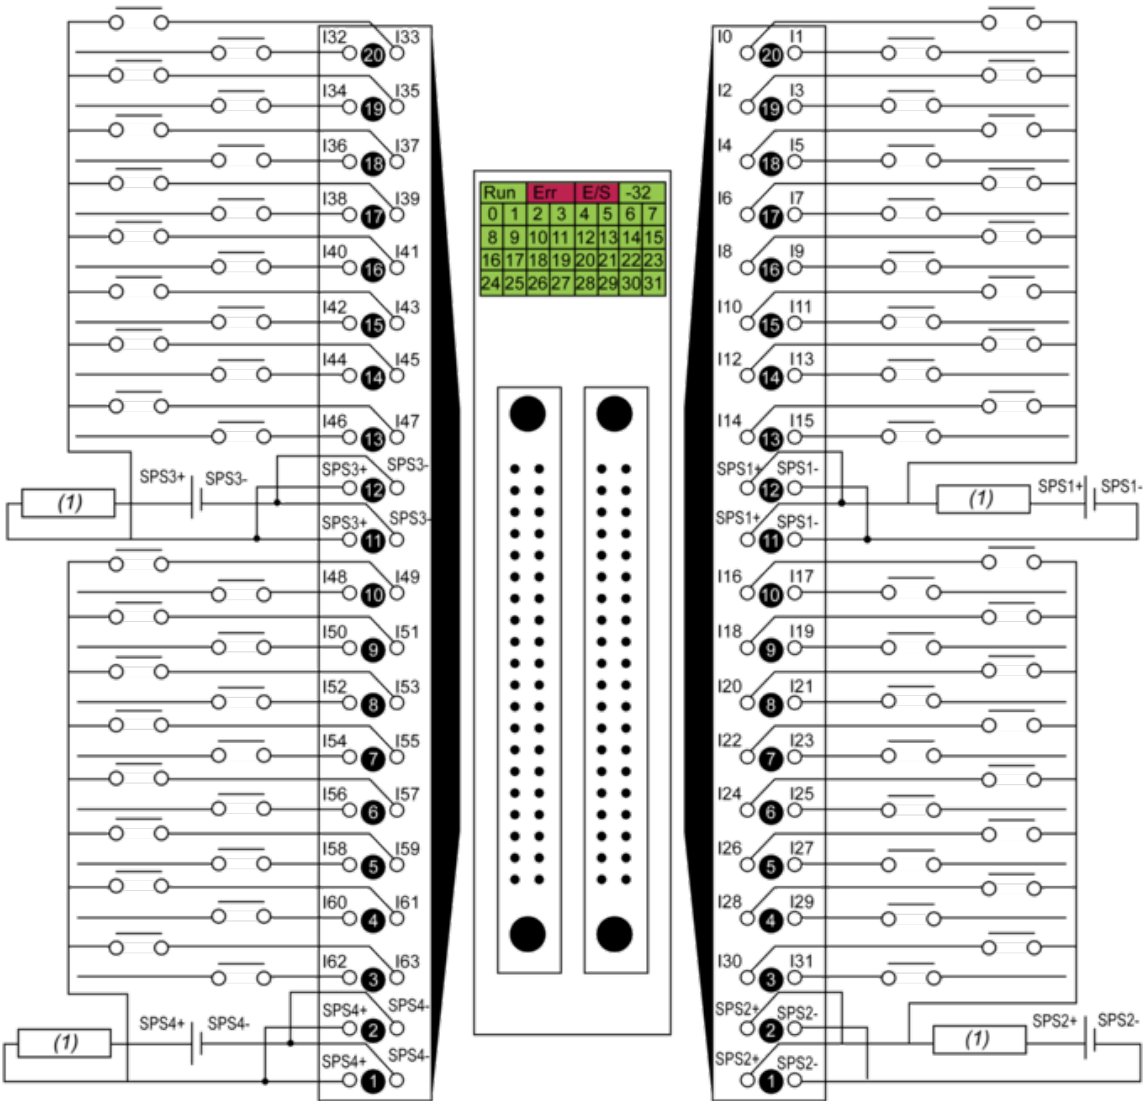 I32 I33
20
I34 I35
19
I36 I37
18
I38 I39
17
I40 I41
16
I42 I43
15
I44 I45
14
I46 I47
13
SPS3+ SPS3- SPS3+ SPS3-
12
(1)
SPS3+ SPS3-
11
I48 I49
10
I50 I51
9
I52 I53
8
I54 I55
7
I56 I57
6
I58 I59
5
I60 I61
4
I62 I63
3
SPS4+ SPS4- SPS4+ SPS4-
2
(1)
SPS4+ SPS4-
1
Run Err E/S -32
0 1 2 3 4 5 6 7
8 9 10 11 12 13 14 15
16 17 18 19 20 21 22 23
24 25 26 27 28 29 30 31
I0 I1
20
I2 I3
19
I4 I5
18
I6 I7
17
I8 I9
16
I10 I11
15
I12 I13
14
I14 I15
13
SPS1+ SPS1-
12
(1) SPS1+ SPS1-
SPS1+ SPS1-
11
I16 I17
10
I18 I19
9
I20 I21
8
I22 I23
7
I24 I25
6
I26 I27
5
I28 I29
4
I30 I31
3
SPS2+ SPS2- SPS2+ SPS2-
2
(1)
SPS2+ SPS2-
1